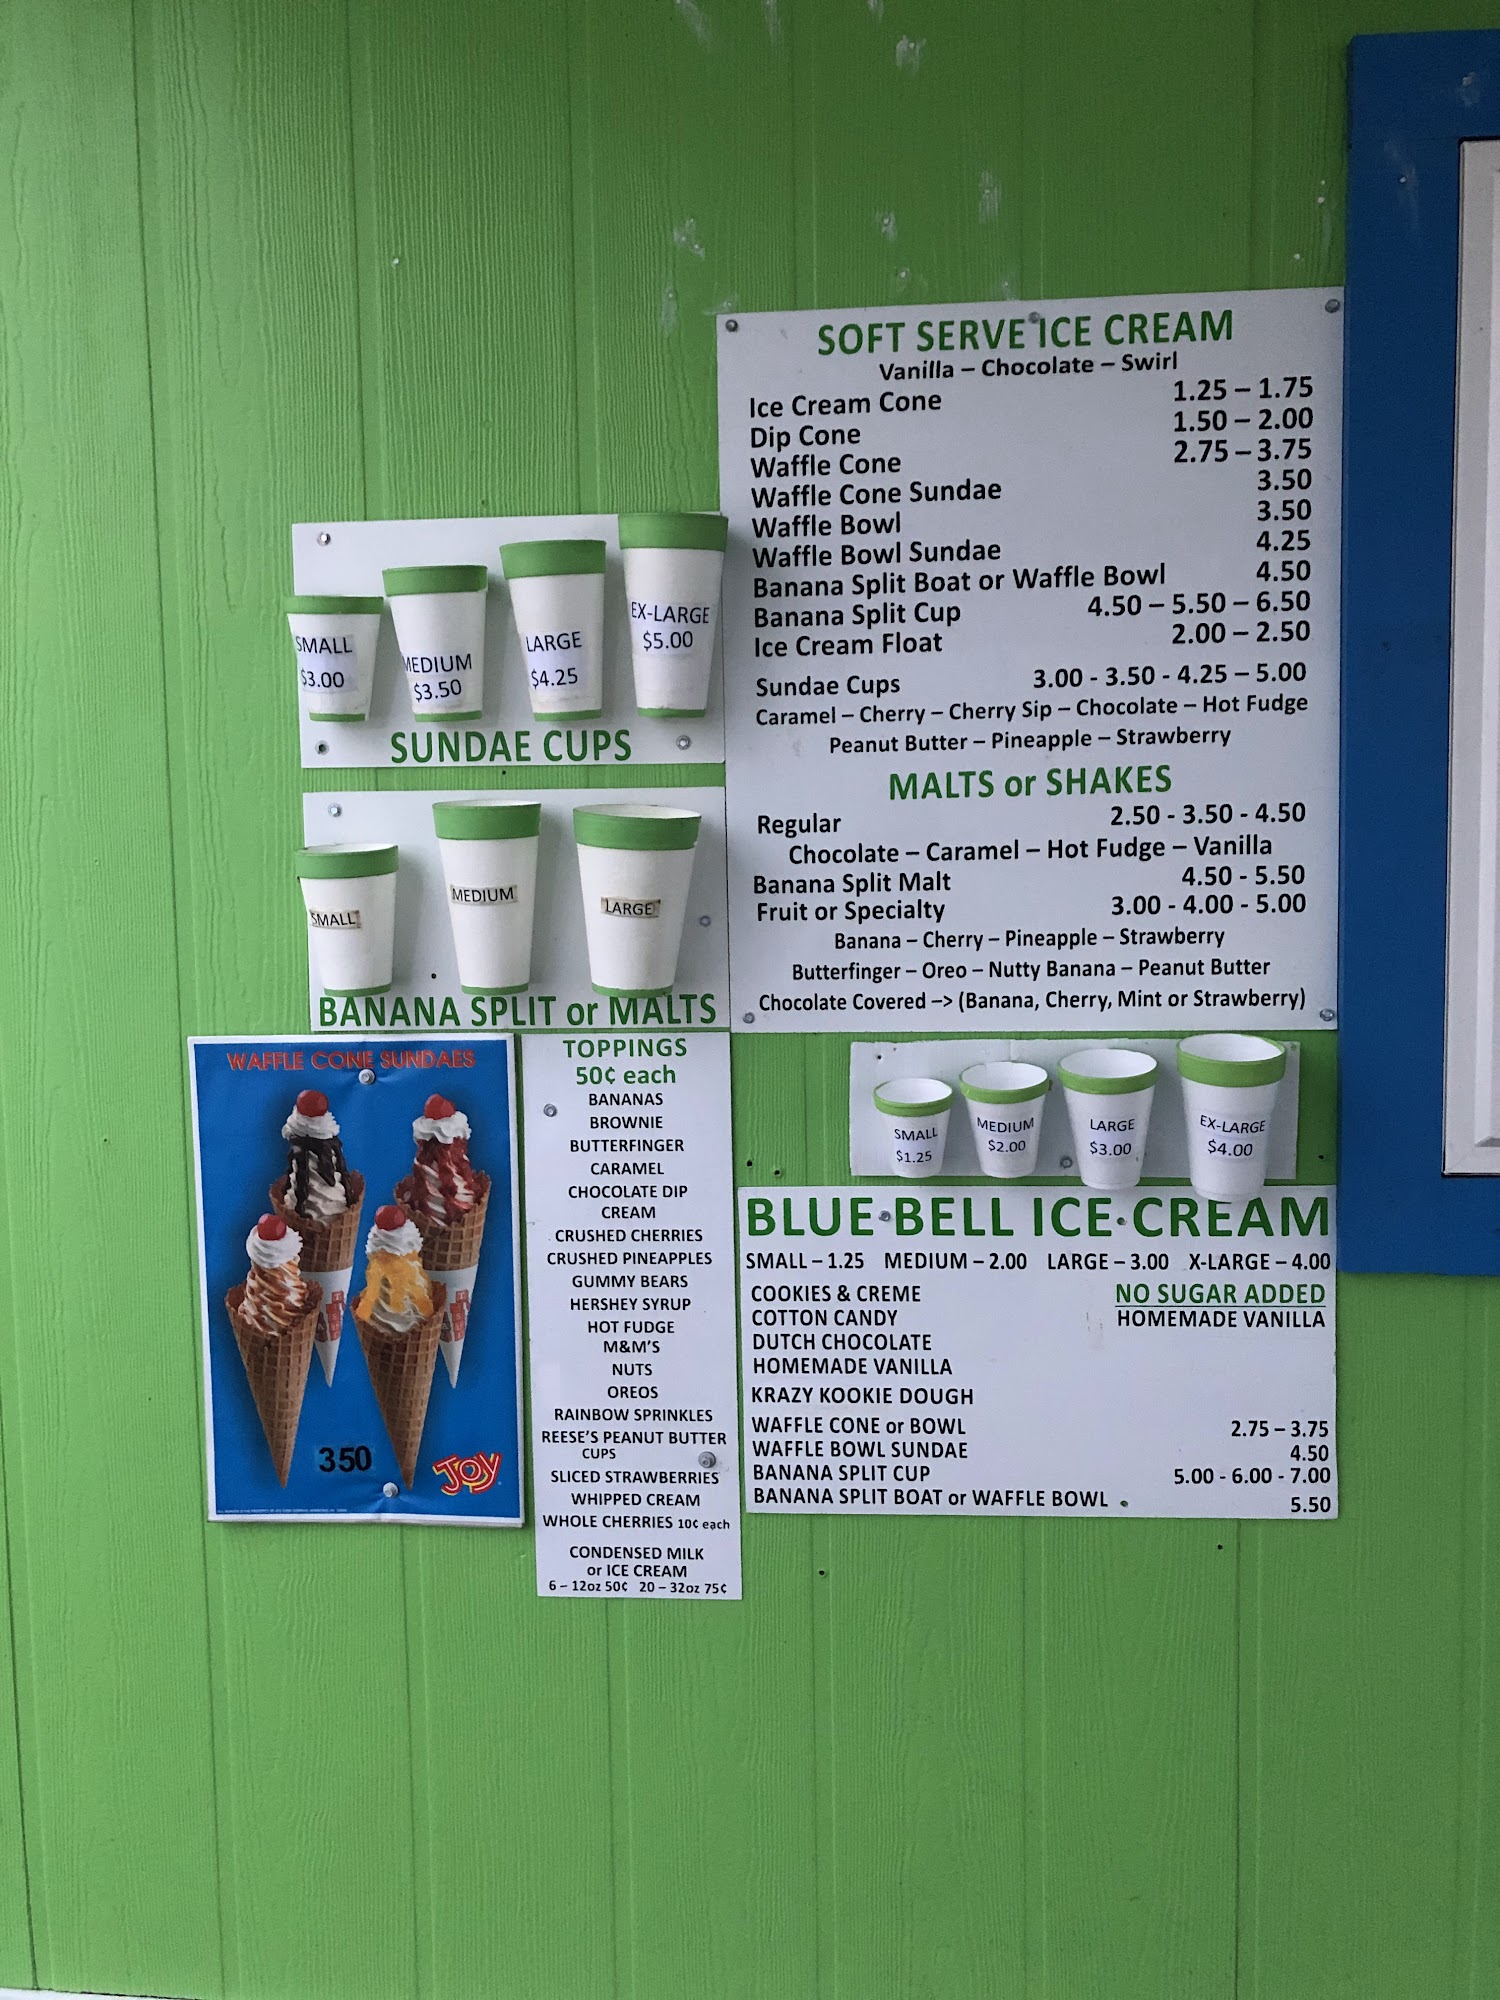 SOFT SERVE ICE CREAM
Vanilla – Chocolate – Swirl
Ice Cream Cone 1.25 – 1.75
Dip Cone 1.50 – 2.00
Waffle Cone 2.75 – 3.75
Waffle Cone Sundae 3.50
Waffle Bowl 3.50
Waffle Bowl Sundae 4.25
Banana Split Boat or Waffle Bowl 4.50
Banana Split Cup 4.50 – 5.50 – 6.50
Ice Cream Float 2.00 – 2.50
Sundae Cups 3.00 - 3.50 - 4.25 – 5.00
Caramel – Cherry – Cherry Sip – Chocolate – Hot Fudge
Peanut Butter – Pineapple – Strawberry
MALTS or SHAKES
Regular 2.50 - 3.50 - 4.50
Chocolate – Caramel – Hot Fudge – Vanilla
Banana Split Malt 4.50 - 5.50
Fruit or Specialty 3.00 - 4.00 - 5.00
Banana – Cherry – Pineapple – Strawberry
Butterfinger – Oreo – Nutty Banana – Peanut Butter
Chocolate Covered –> (Banana, Cherry, Mint or Strawberry)
SMALL
$3.00
MEDIUM
$3.50
LARGE
$4.25
EX-LARGE
$5.00
SUNDAE CUPS
SMALL
MEDIUM
LARGE
BANANA SPLIT or MALTS
WAFFLE CONE SUNDAES
350
JOY
TOPPINGS
50¢ each
BANANAS
BROWNIE
BUTTERFINGER
CARAMEL
CHOCOLATE DIP
CREAM
CRUSHED CHERRIES
CRUSHED PINEAPPLES
GUMMY BEARS
HERSHEY SYRUP
HOT FUDGE
M&M'S
NUTS
OREOS
RAINBOW SPRINKLES
REESE'S PEANUT BUTTER
CUPS
SLICED STRAWBERRIES
WHIPPED CREAM
WHOLE CHERRIES 10¢ each
CONDENSED MILK
or ICE CREAM
6 – 12oz 50¢ 20 – 32oz 75¢
SMALL
$1.25
MEDIUM
$2.00
LARGE
$3.00
EX-LARGE
$4.00
BLUE BELL ICE CREAM
SMALL – 1.25 MEDIUM – 2.00 LARGE – 3.00 X-LARGE – 4.00
COOKIES & CREME NO SUGAR ADDED
COTTON CANDY HOMEMADE VANILLA
DUTCH CHOCOLATE
HOMEMADE VANILLA
KRAZY KOOKIE DOUGH
WAFFLE CONE or BOWL 2.75 – 3.75
WAFFLE BOWL SUNDAE 4.50
BANANA SPLIT CUP 5.00 - 6.00 - 7.00
BANANA SPLIT BOAT or WAFFLE BOWL 5.50